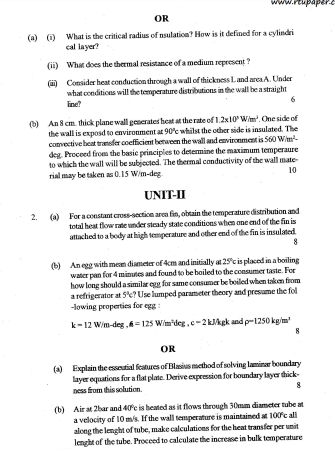 www.rtupaper.c
OR
(a) (i) What is the critical radius of nsulation? How is it defined for a cylindri
cal layer?
(ii) What does the thermal resistance of a medium represent ?
(iii) Consider heat conduction through a wall of thickness L and area A. Under
what conditions will the temperature distributions in the wall be a straight
line? 6
(b) An 8 cm. thick plane wall generates heat at the rate of 1.2x10⁵ W/m³. One side of
the wall is exposd to environment at 90°c whilst the other side is insulated. The
convective heat transfer coefficient between the wall and environment is 560 W/m²-
deg. Proceed from the basic principles to determine the maximum temperaure
to which the wall will be subjected. The thermal conductivity of the wall mate-
rial may be taken as 0.15 W/m-deg. 10
UNIT-II
2. (a) For a constant cross-section area fin, obtain the temperature distribution and
total heat flow rate under steady state conditions when one end of the fin is
attached to a body at high temperature and other end of the fin is insulated.
8
(b) An egg with mean diameter of 4cm and initially at 25°c is placed in a boiling
water pan for 4 minutes and found to be boiled to the consumer taste. For
how long should a similar egg for same consumer be boiled when taken from
a refrigerator at 5°c? Use lumped parameter theory and presume the fol
-lowing properties for egg :
k = 12 W/m-deg , h = 125 W/m²deg , c = 2 kJ/kgk and ρ=1250 kg/m³
8
OR
(a) Explain the esseutial features of Blasius method of solving laminar boundary
layer equations for a flat plate. Derive expression for boundary layer thick-
ness from this solution. 8
(b) Air at 2bar and 40°c is heated as it flows through 30mm diameter tube at
a velocity of 10 m/s. If the wall temperature is maintained at 100°c all
along the lenght of tube, make calculations for the heat transfer per unit
lenght of the tube. Proceed to calculate the increase in bulk temperature